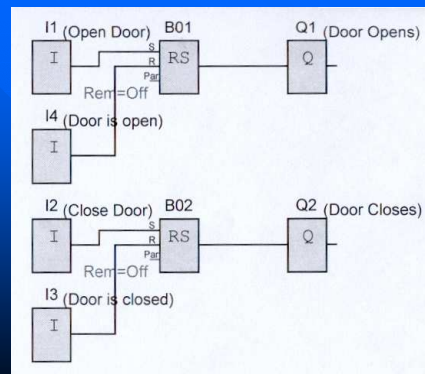 I1 (Open Door) B01 Q1 (Door Opens)
I S R Par RS Q
Rem=Off
I4 (Door is open)
I
I2 (Close Door) B02 Q2 (Door Closes)
I S R Par RS Q
Rem=Off
I3 (Door is closed)
I